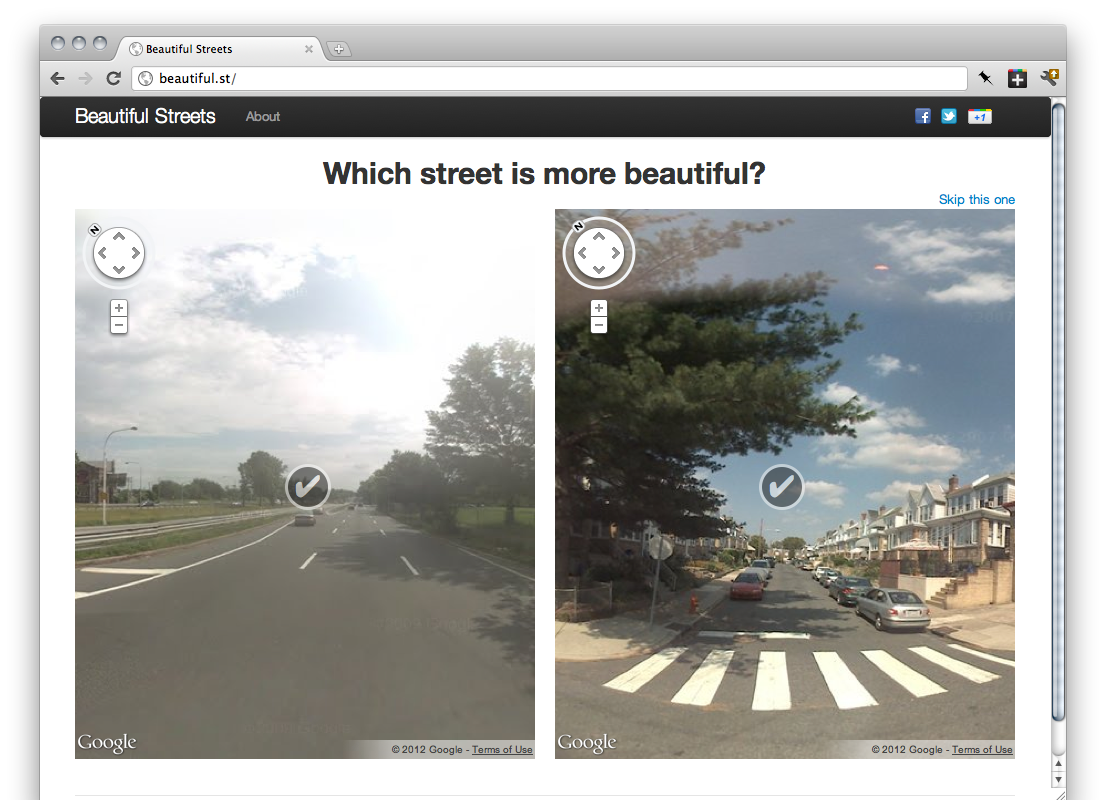 Beautiful Streets
beautiful.st/
Beautiful Streets
About
+1
Which street is more beautiful?
Skip this one
N
N
Google
© 2012 Google - Terms of Use
Google
© 2012 Google - Terms of Use